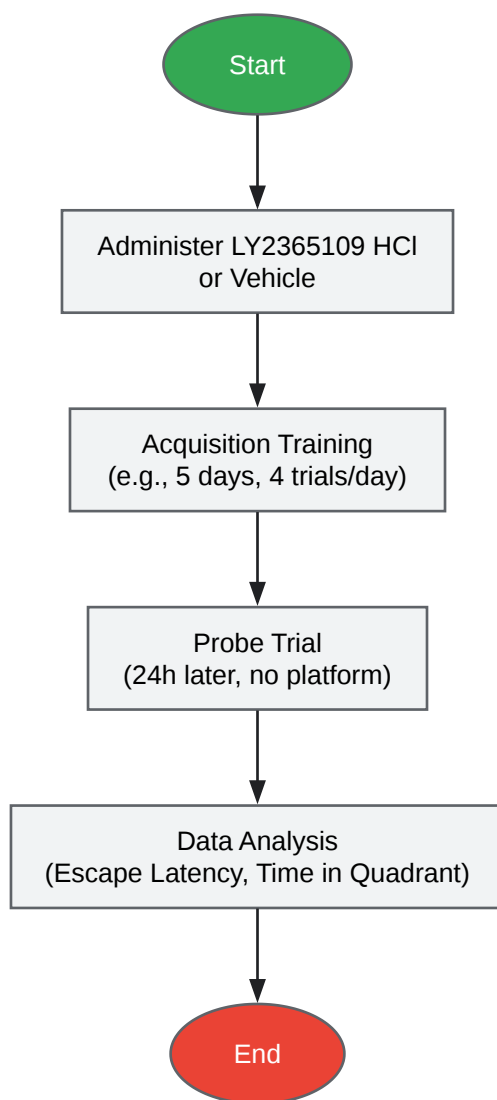 Start
Administer LY2365109 HCl
or Vehicle
Acquisition Training
(e.g., 5 days, 4 trials/day)
Probe Trial
(24h later, no platform)
Data Analysis
(Escape Latency, Time in Quadrant)
End